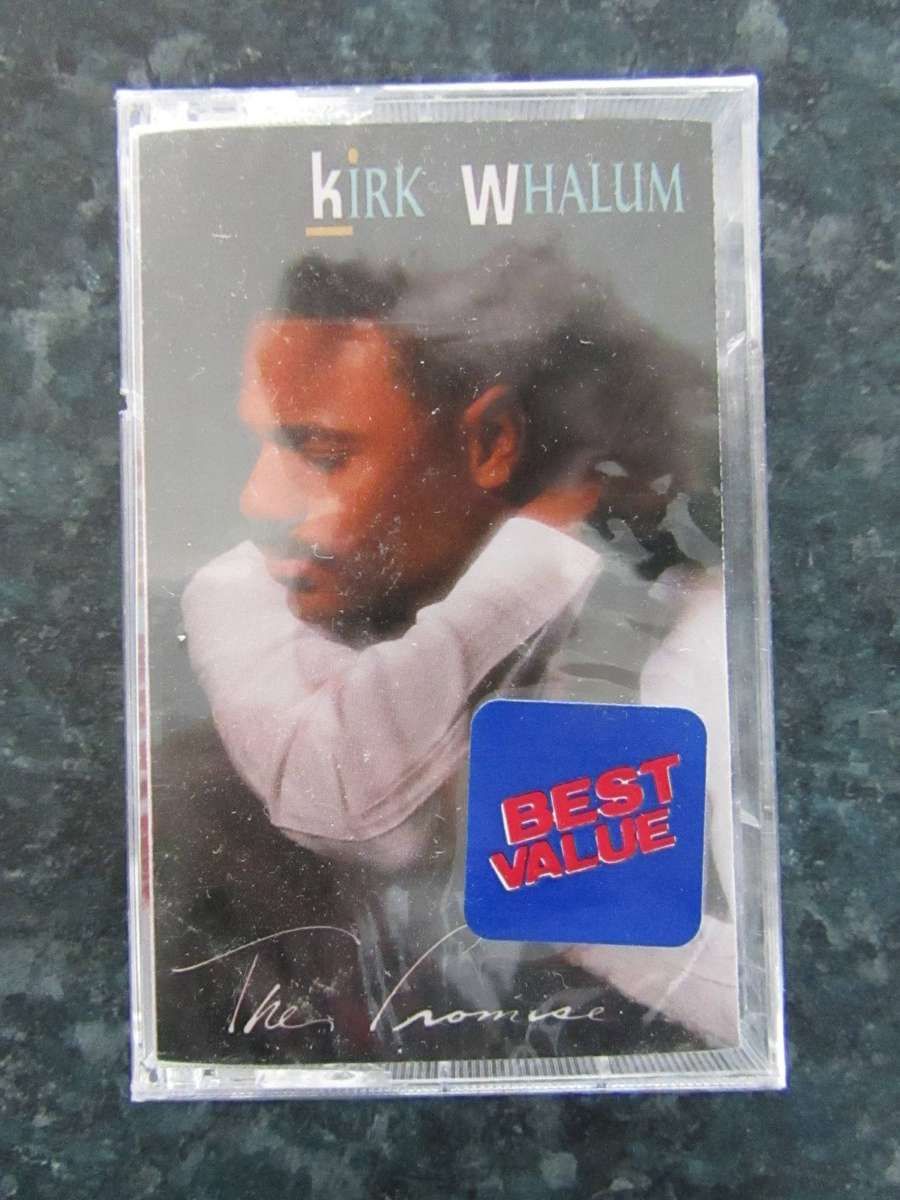 kIRK WHALUM
BEST
VALUE
The Promise